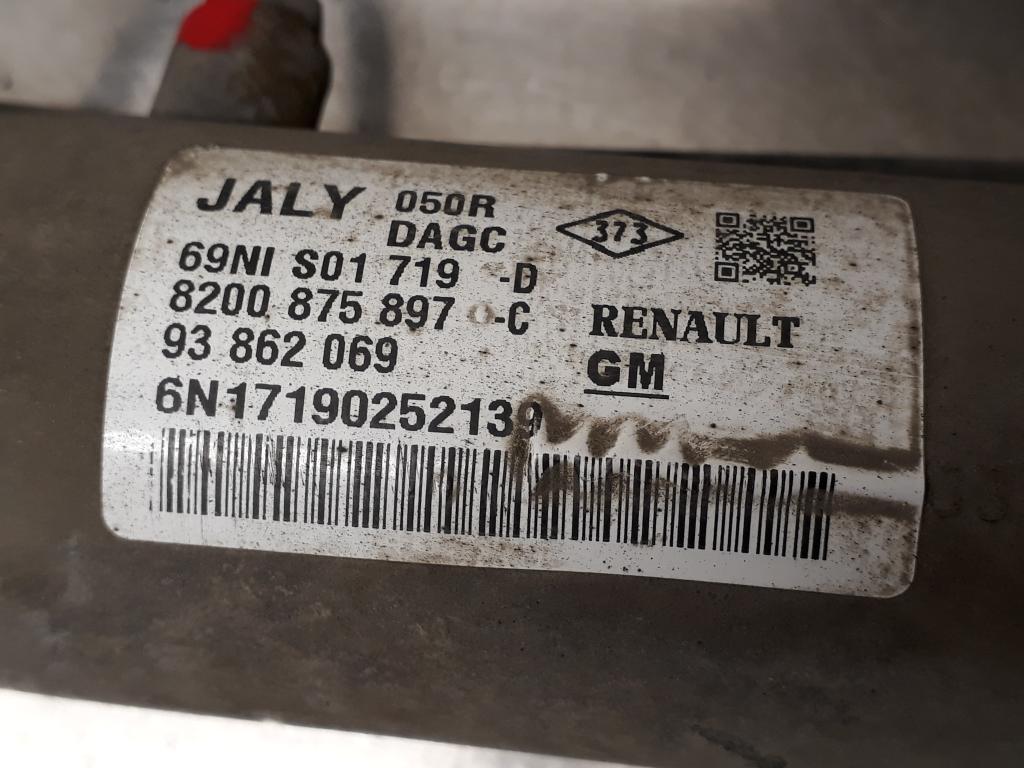 JALY 050R
DAGC
373
69NI S01 719 -D
8200 875 897 -C
RENAULT
93 862 069
GM
6N17190252139